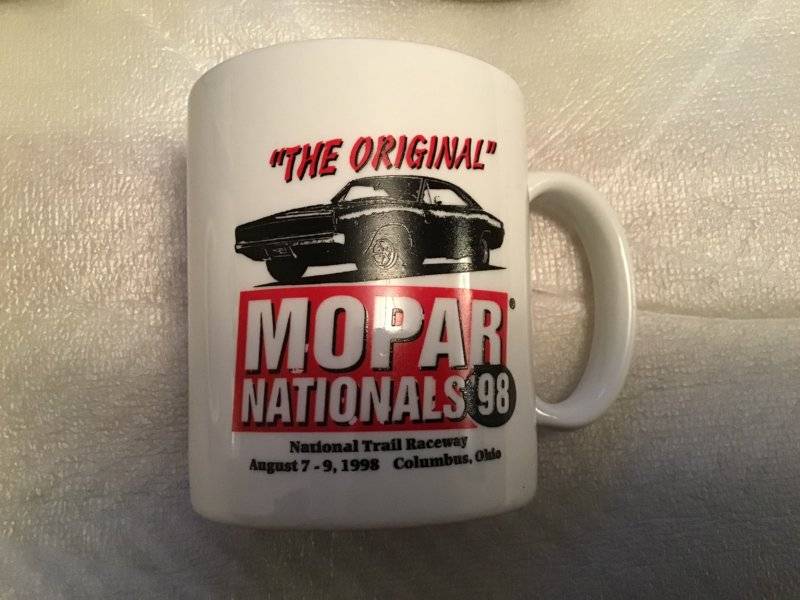 "THE ORIGINAL"
MOPAR®
NATIONALS '98
National Trail Raceway
August 7 - 9, 1998 Columbus, Ohio